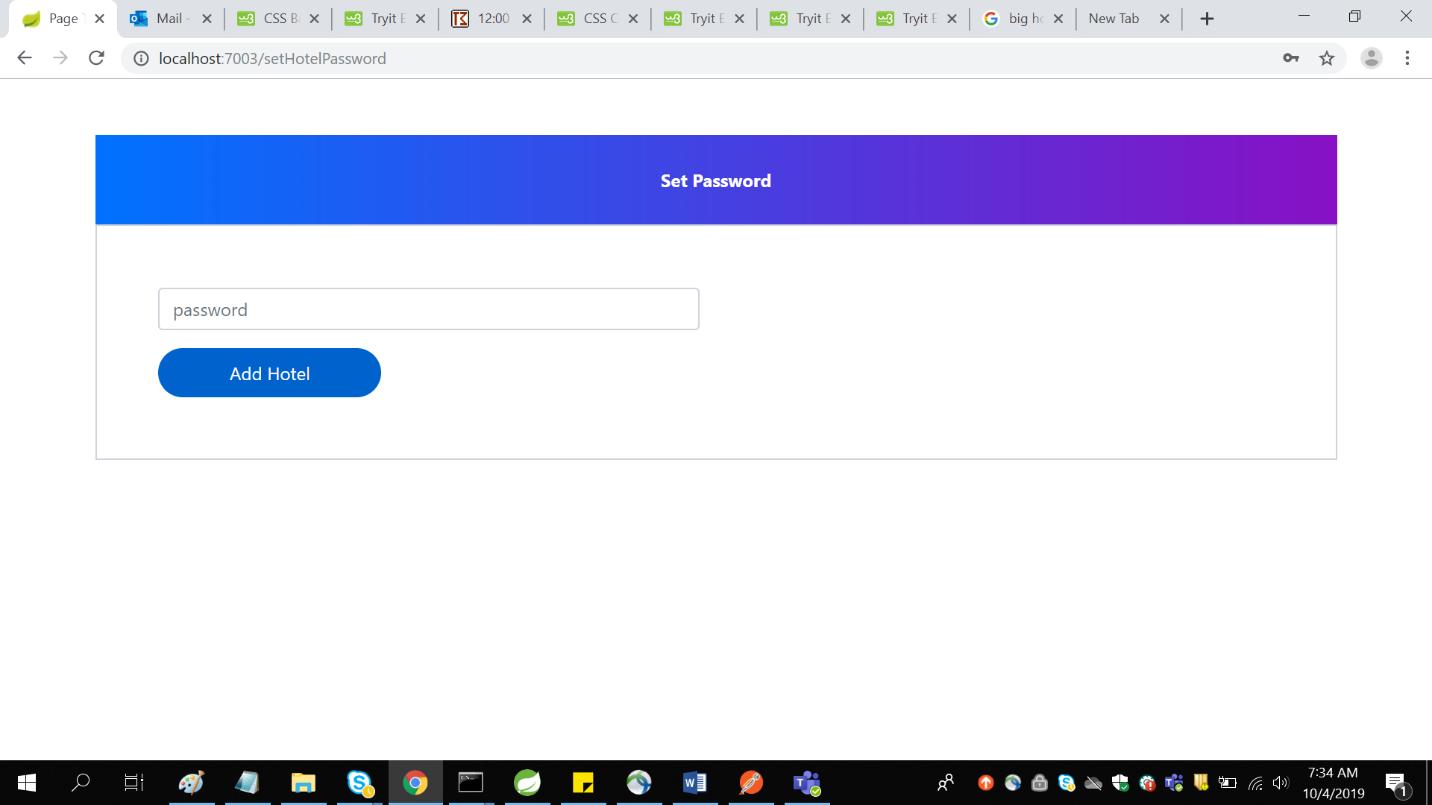 Page
Mail -
CSS B
Tryit E
12:00
CSS C
Tryit E
Tryit E
Tryit E
big h
New Tab
localhost:7003/setHotelPassword
Set Password
password
Add Hotel
7:34 AM
10/4/2019
1